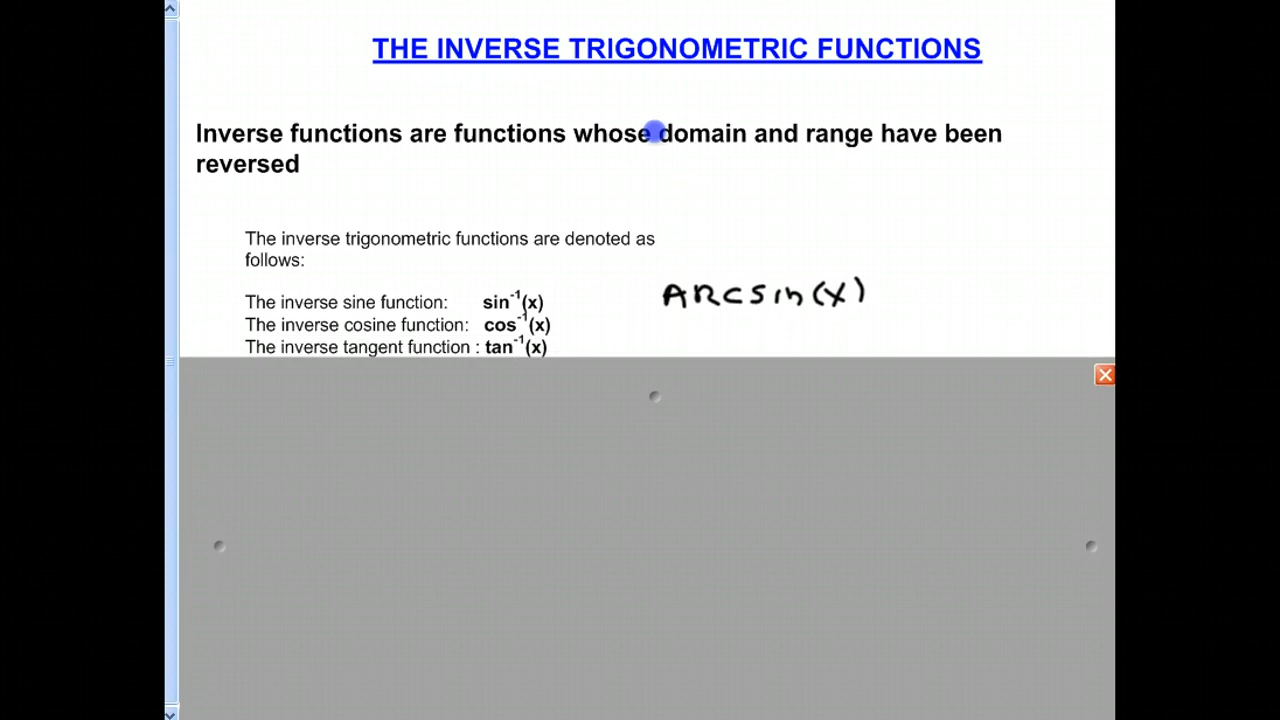 THE INVERSE TRIGONOMETRIC FUNCTIONS
Inverse functions are functions whose domain and range have been
reversed
The inverse trigonometric functions are denoted as
follows:
The inverse sine function: sin⁻¹(x) ARCSin(x)
The inverse cosine function: cos⁻¹(x)
The inverse tangent function : tan⁻¹(x)